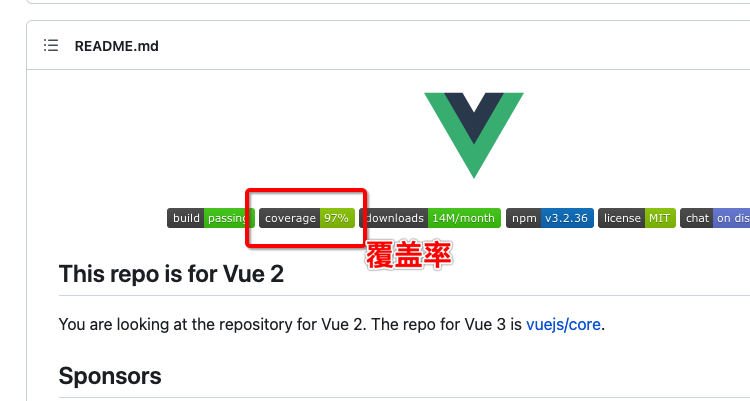 README.md
build passing coverage 97% downloads 14M/month npm v3.2.36 license MIT chat on dis
覆盖率
This repo is for Vue 2
You are looking at the repository for Vue 2. The repo for Vue 3 is vuejs/core.
Sponsors